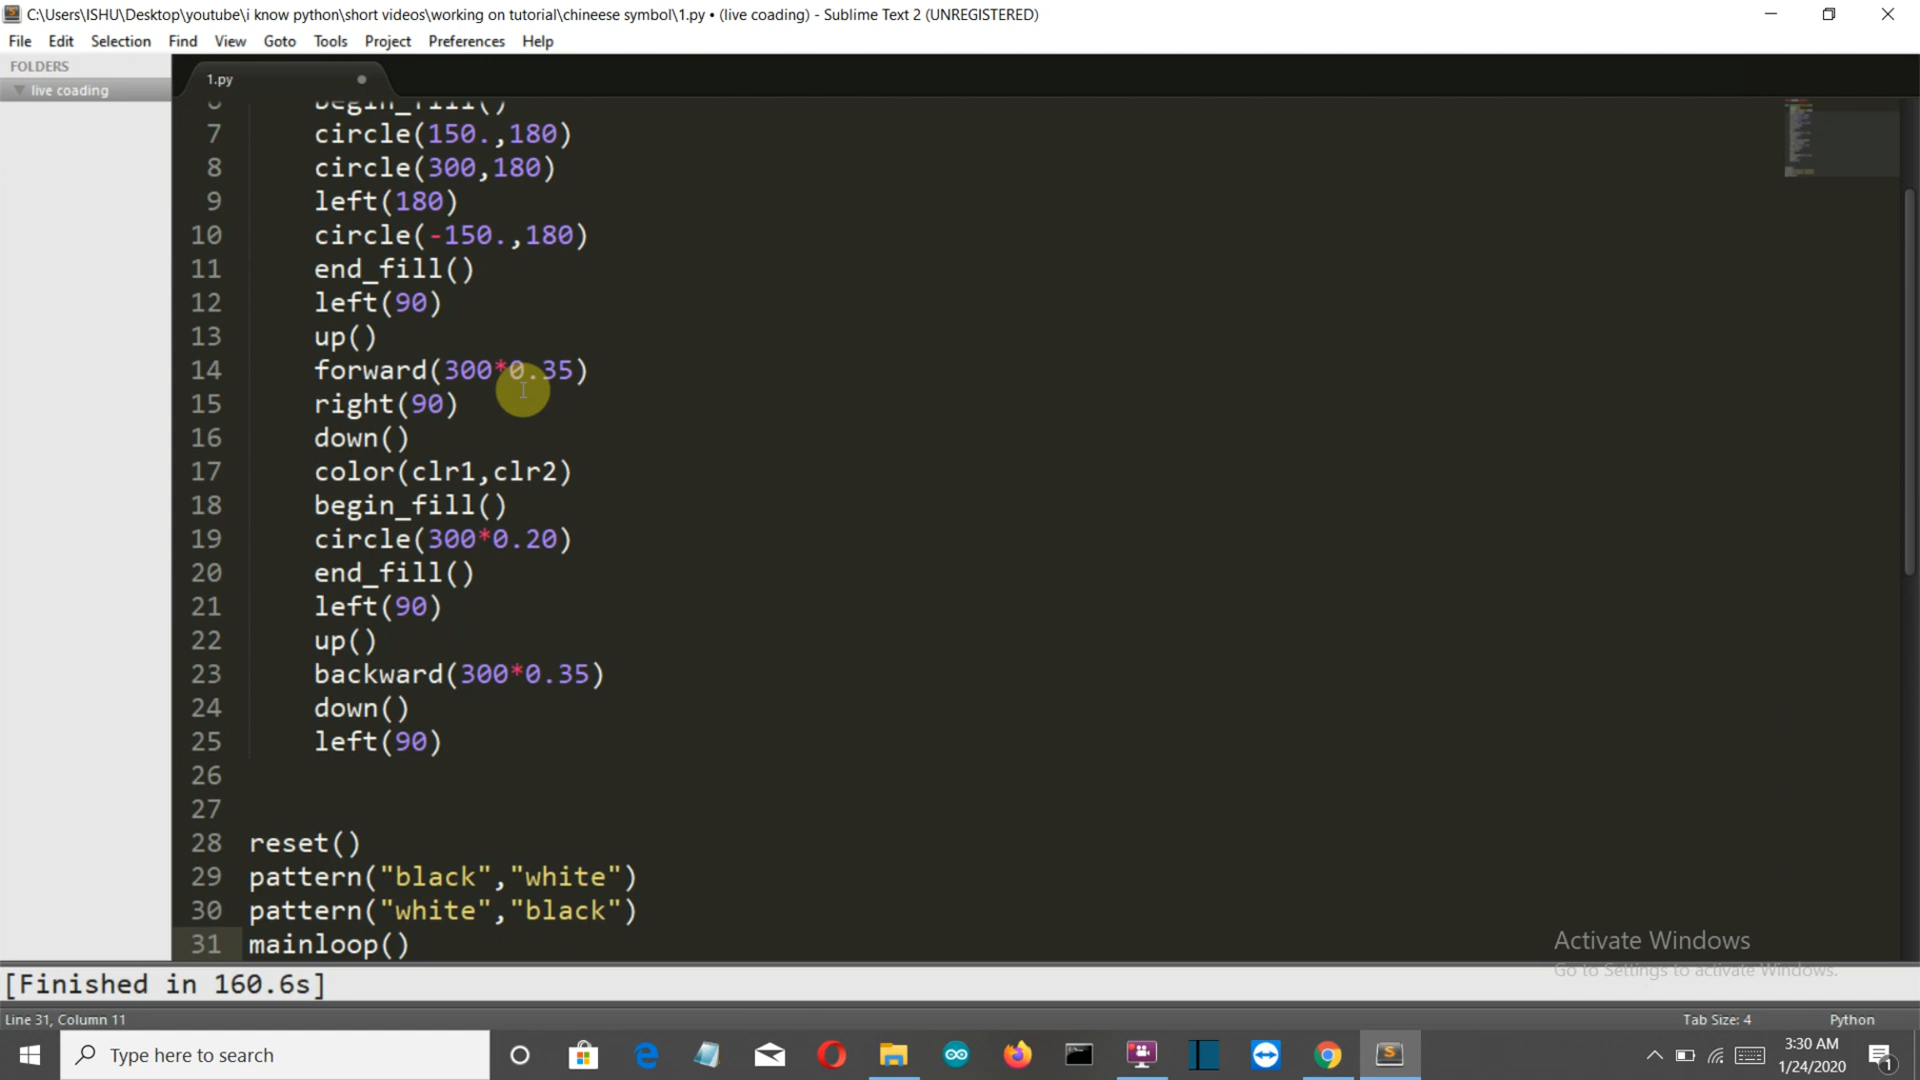 C:\Users\ISHU\Desktop\youtube\i know python\short videos\working on tutorial\chineese symbol\1.py • (live coading) - Sublime Text 2 (UNREGISTERED)
File Edit Selection Find View Goto Tools Project Preferences Help
FOLDERS
live coading
1.py
6 begin_fill()
7 circle(150.,180)
8 circle(300,180)
9 left(180)
10 circle(-150.,180)
11 end_fill()
12 left(90)
13 up()
14 forward(300*0.35)
15 right(90)
16 down()
17 color(clr1,clr2)
18 begin_fill()
19 circle(300*0.20)
20 end_fill()
21 left(90)
22 up()
23 backward(300*0.35)
24 down()
25 left(90)
26
27
28 reset()
29 pattern("black","white")
30 pattern("white","black")
31 mainloop()
Activate Windows
Go to Settings to activate Windows.
[Finished in 160.6s]
Line 31, Column 11
Tab Size: 4 Python
Type here to search
3:30 AM
1/24/2020
1